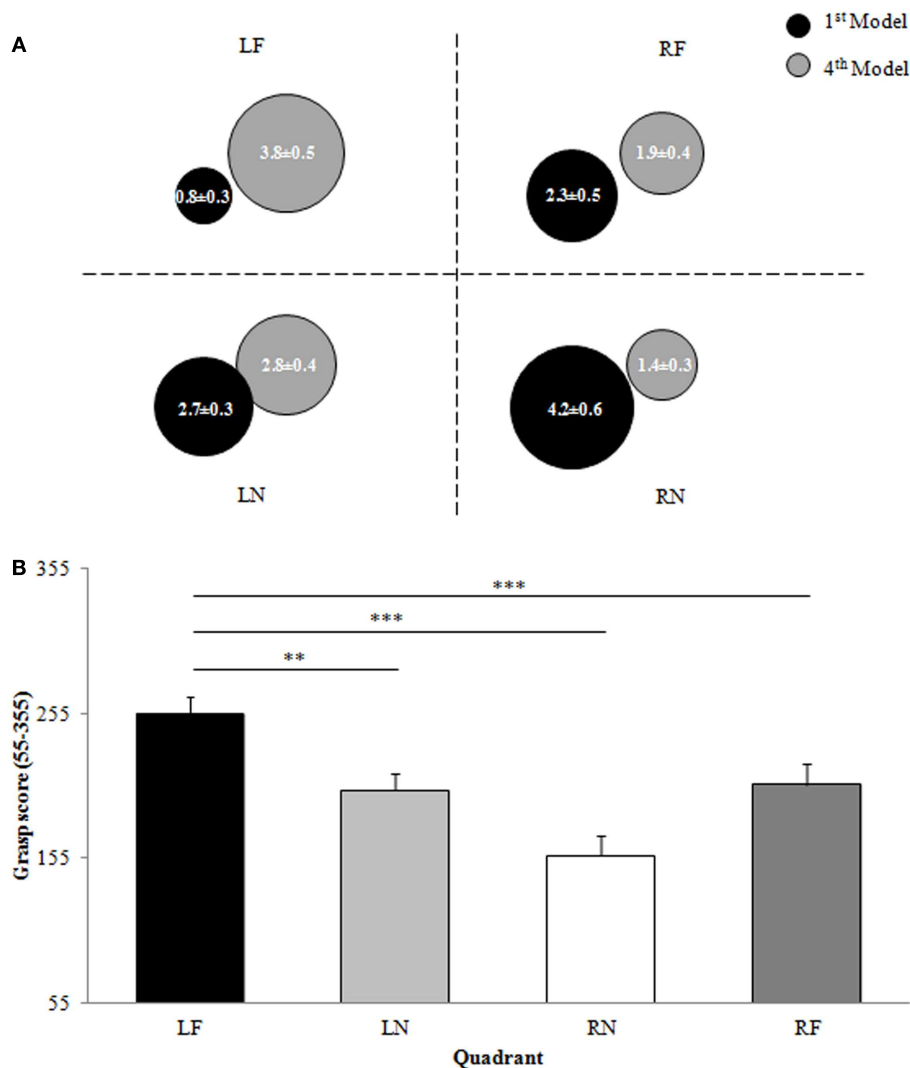 A
LF
RF
1st Model
4th Model
3.8±0.5
0.8±0.3
1.9±0.4
2.3±0.5
2.8±0.4
2.7±0.3
1.4±0.3
4.2±0.6
LN
RN
B
355
255
155
55
Grasp score (55-355)
***
***
**
LF LN RN RF
Quadrant